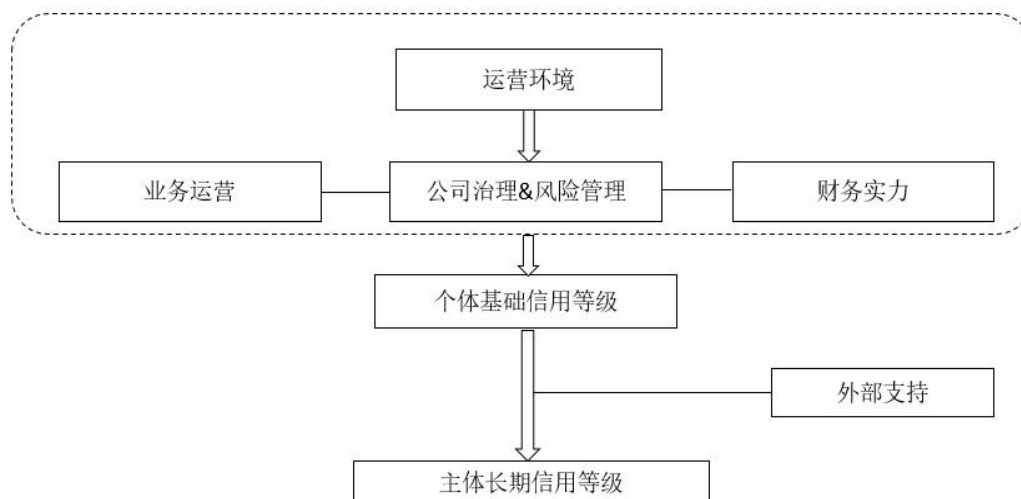 运营环境
业务运营
公司治理&风险管理
财务实力
个体基础信用等级
外部支持
主体长期信用等级